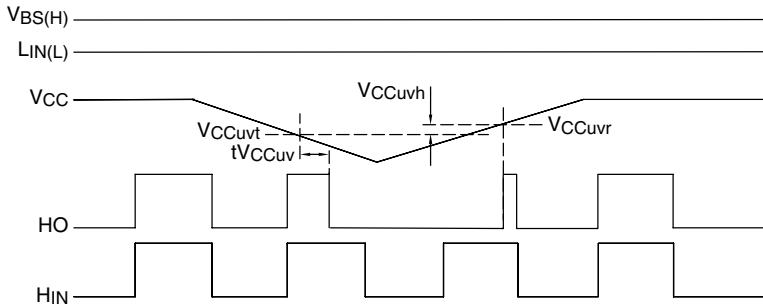 VBS(H)
LIN(L)
VCCuvh
VCC
VCCuvt
VCCuvr
tVCCuv
HO
HIN